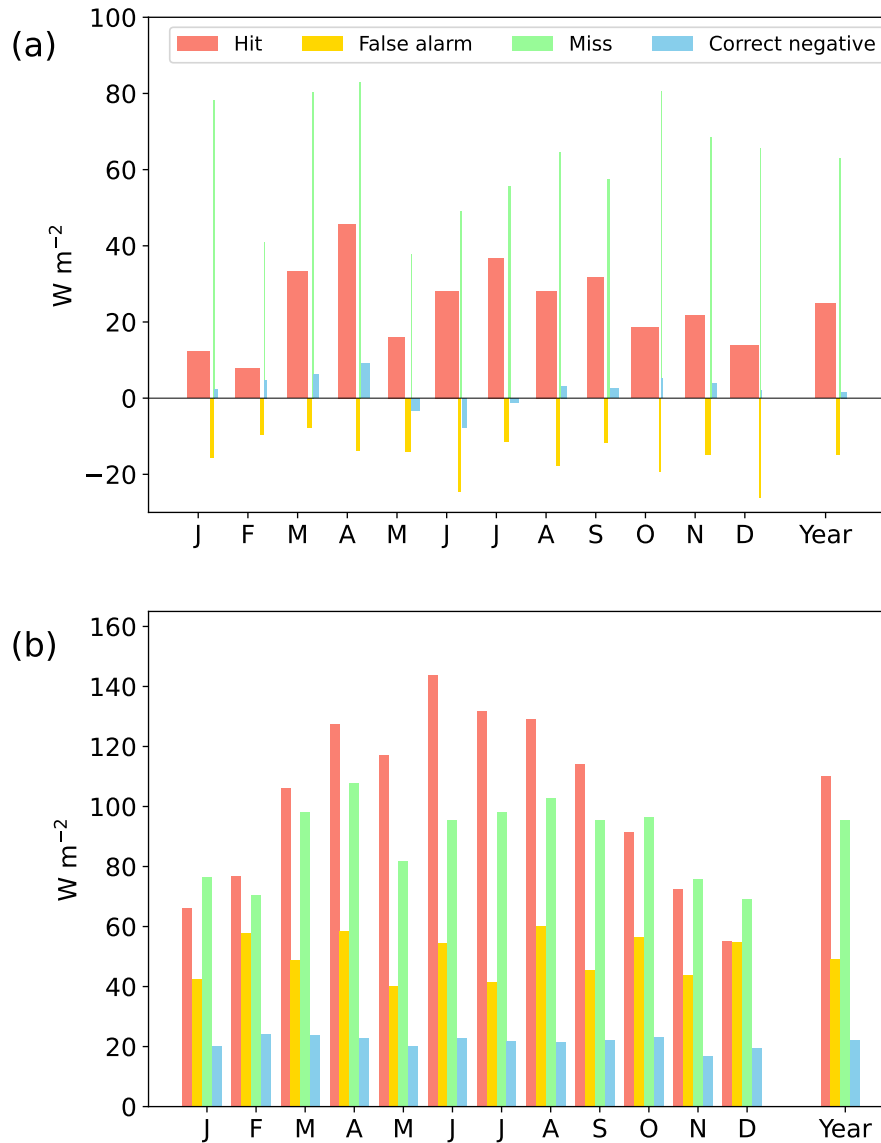 (a)
100
80
60
40
20
0
−20
W m⁻²
Hit False alarm Miss Correct negative
J F M A M J J A S O N D Year
(b)
160
140
120
100
80
60
40
20
0
W m⁻²
J F M A M J J A S O N D Year